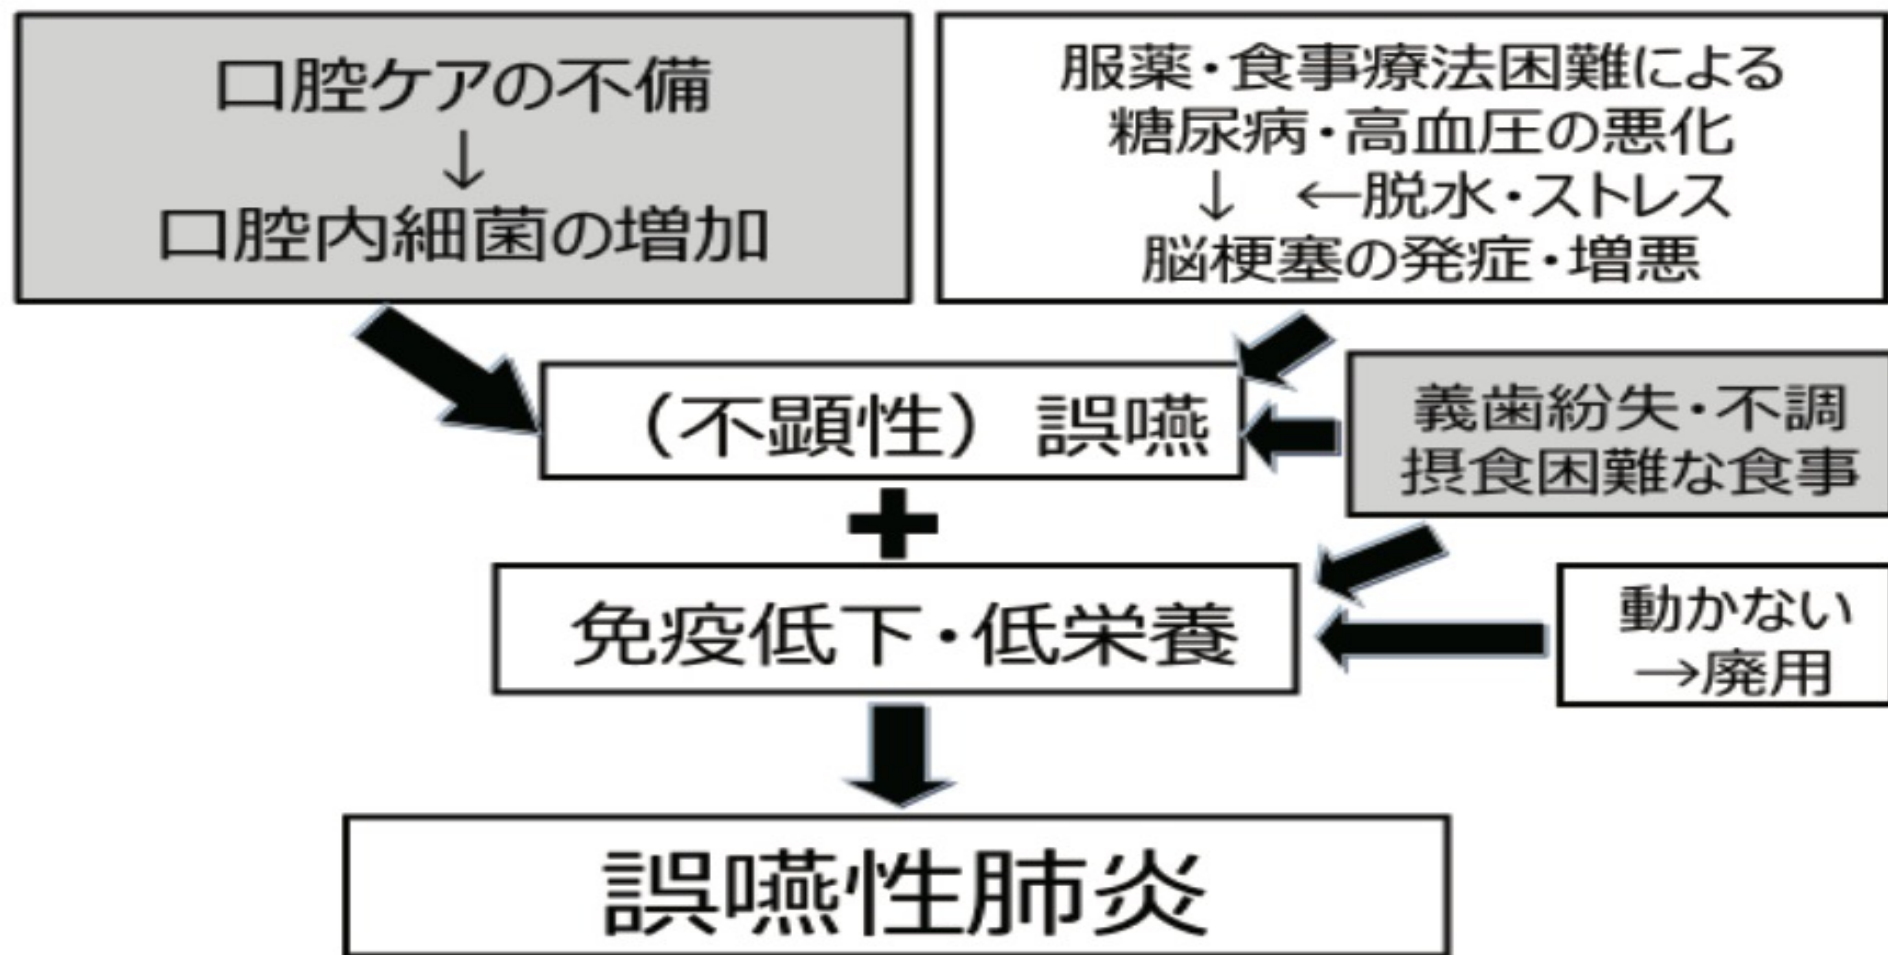 口腔ケアの不備
↓
口腔内細菌の増加
服薬・食事療法困難による
糖尿病・高血圧の悪化
↓ ←脱水・ストレス
脳梗塞の発症・増悪
（不顕性）誤嚥
義歯紛失・不調
摂食困難な食事
＋
免疫低下・低栄養
動かない
→廃用
誤嚥性肺炎